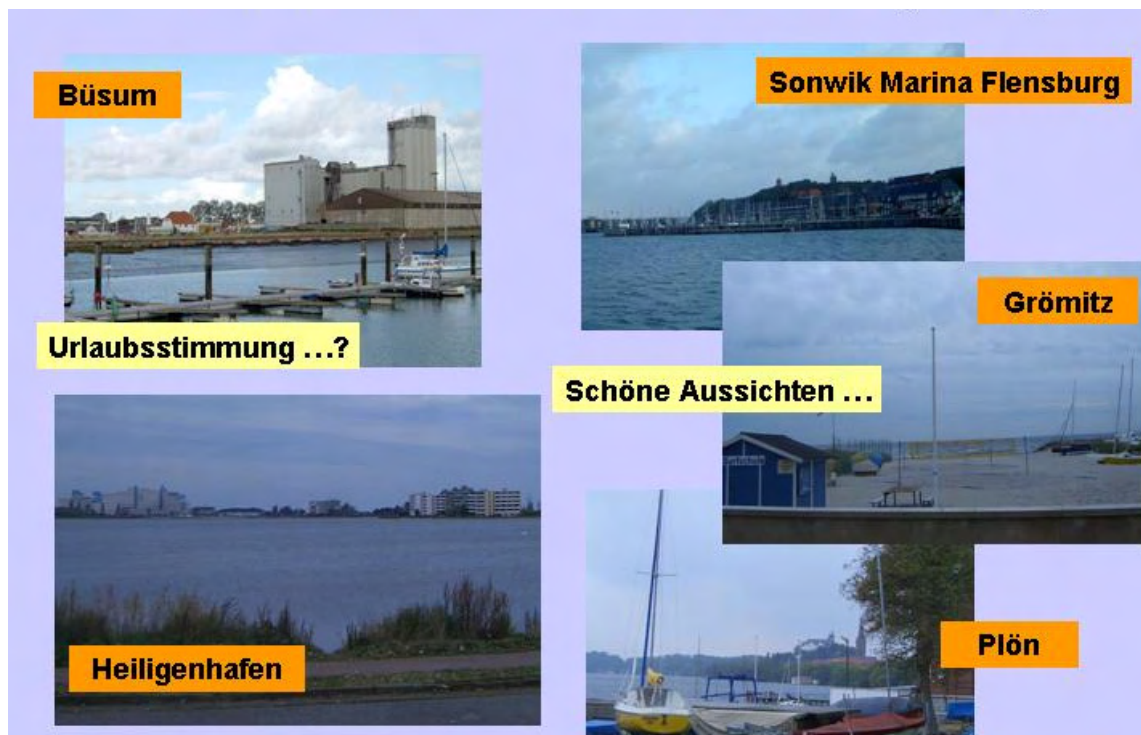 Büsum
Sonwik Marina Flensburg
Grömitz
Urlaubsstimmung ...?
Schöne Aussichten ...
Heiligenhafen
Plön